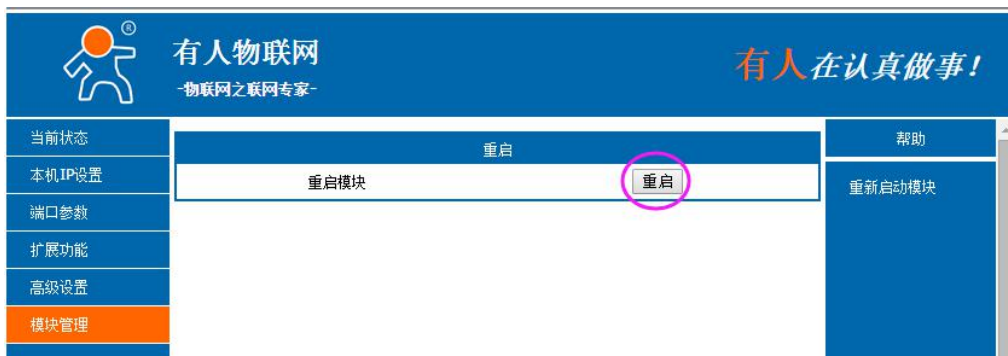 ®
有人物联网
-物联网之联网专家-
有人在认真做事!
当前状态
本机IP设置
端口参数
扩展功能
高级设置
模块管理
重启
重启模块
重启
帮助
重新启动模块